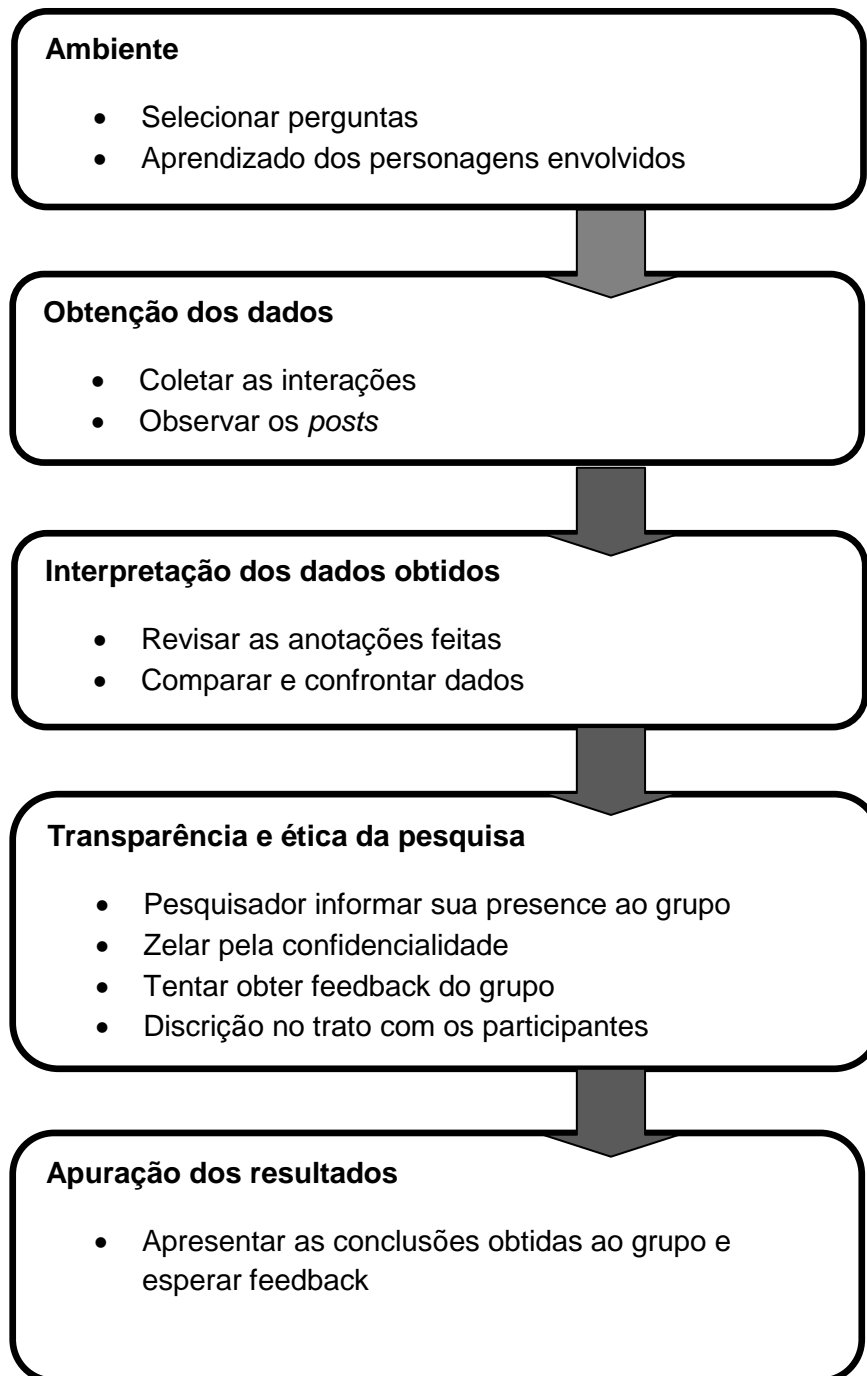 Ambiente
• Selecionar perguntas
• Aprendizado dos personagens envolvidos
Obtenção dos dados
• Coletar as interações
• Observar os posts
Interpretação dos dados obtidos
• Revisar as anotações feitas
• Comparar e confrontar dados
Transparência e ética da pesquisa
• Pesquisador informar sua presence ao grupo
• Zelar pela confidencialidade
• Tentar obter feedback do grupo
• Discrição no trato com os participantes
Apuração dos resultados
• Apresentar as conclusões obtidas ao grupo e
esperar feedback